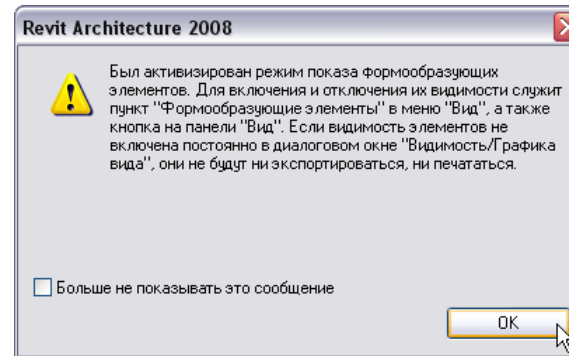 Revit Architecture 2008
Был активизирован режим показа формообразующих
элементов. Для включения и отключения их видимости служит
пункт "Формообразующие элементы" в меню "Вид", а также
кнопка на панели "Вид". Если видимость элементов не
включена постоянно в диалоговом окне "Видимость/Графика
вида", они не будут ни экспортироваться, ни печататься.
Больше не показывать это сообщение
OK